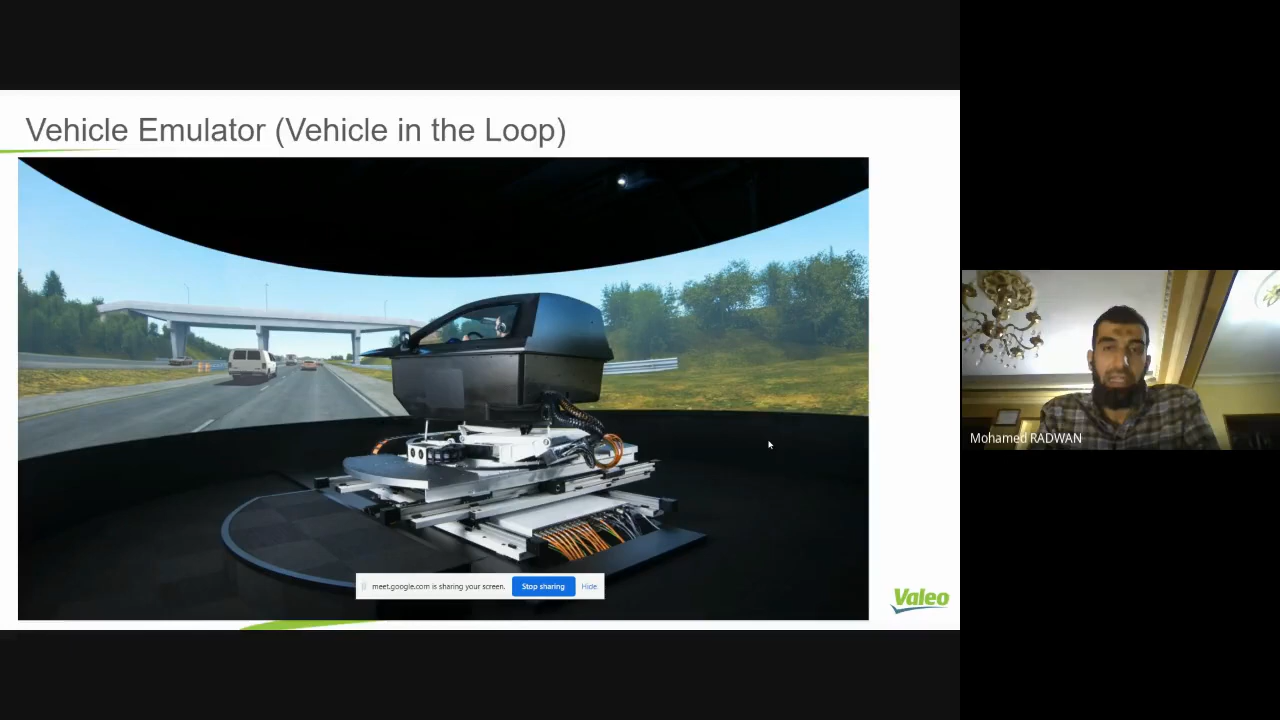 Vehicle Emulator (Vehicle in the Loop)
meet.google.com is sharing your screen.
Stop sharing
Hide
Valeo
Mohamed RADWAN